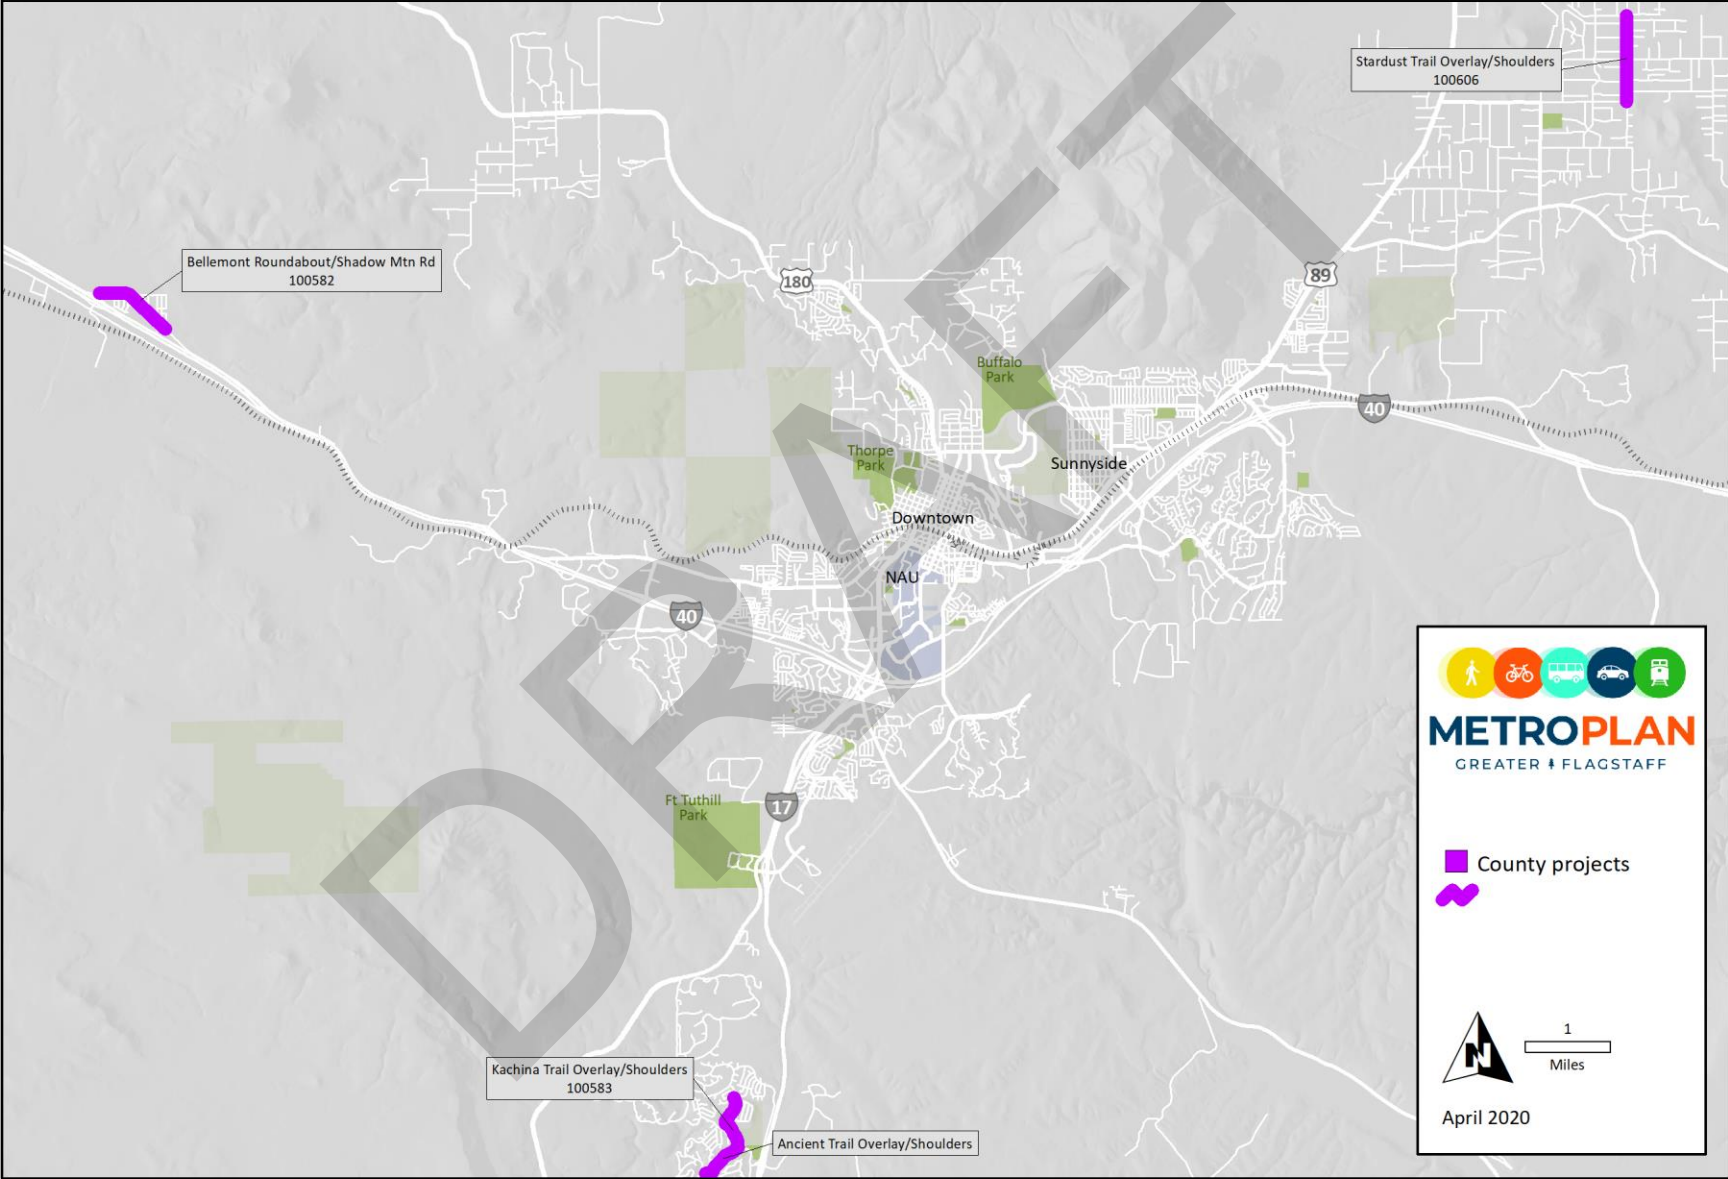 Stardust Trail Overlay/Shoulders
100606
Bellemont Roundabout/Shadow Mtn Rd
100582
180
89
Buffalo
Park
40
Thorpe
Park
Sunnyside
Downtown
NAU
40
Ft Tuthill
Park
17
Kachina Trail Overlay/Shoulders
100583
Ancient Trail Overlay/Shoulders
DRAFT
METROPLAN
GREATER FLAGSTAFF
County projects
N
1
Miles
April 2020